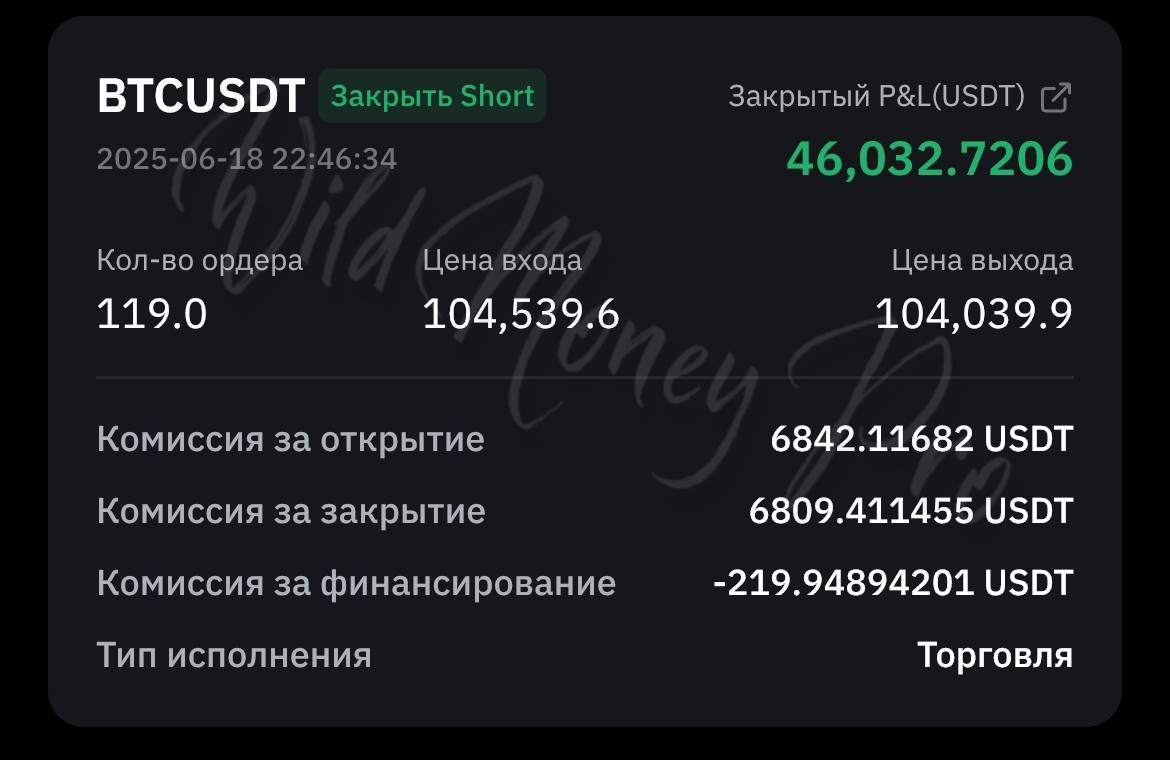 BTCUSDT Закрыть Short Закрытый P&L(USDT)
2025-06-18 22:46:34 46,032.7206
Кол-во ордера Цена входа Цена выхода
119.0 104,539.6 104,039.9
Комиссия за открытие 6842.11682 USDT
Комиссия за закрытие 6809.411455 USDT
Комиссия за финансирование -219.94894201 USDT
Тип исполнения Торговля
Wild Money Pro